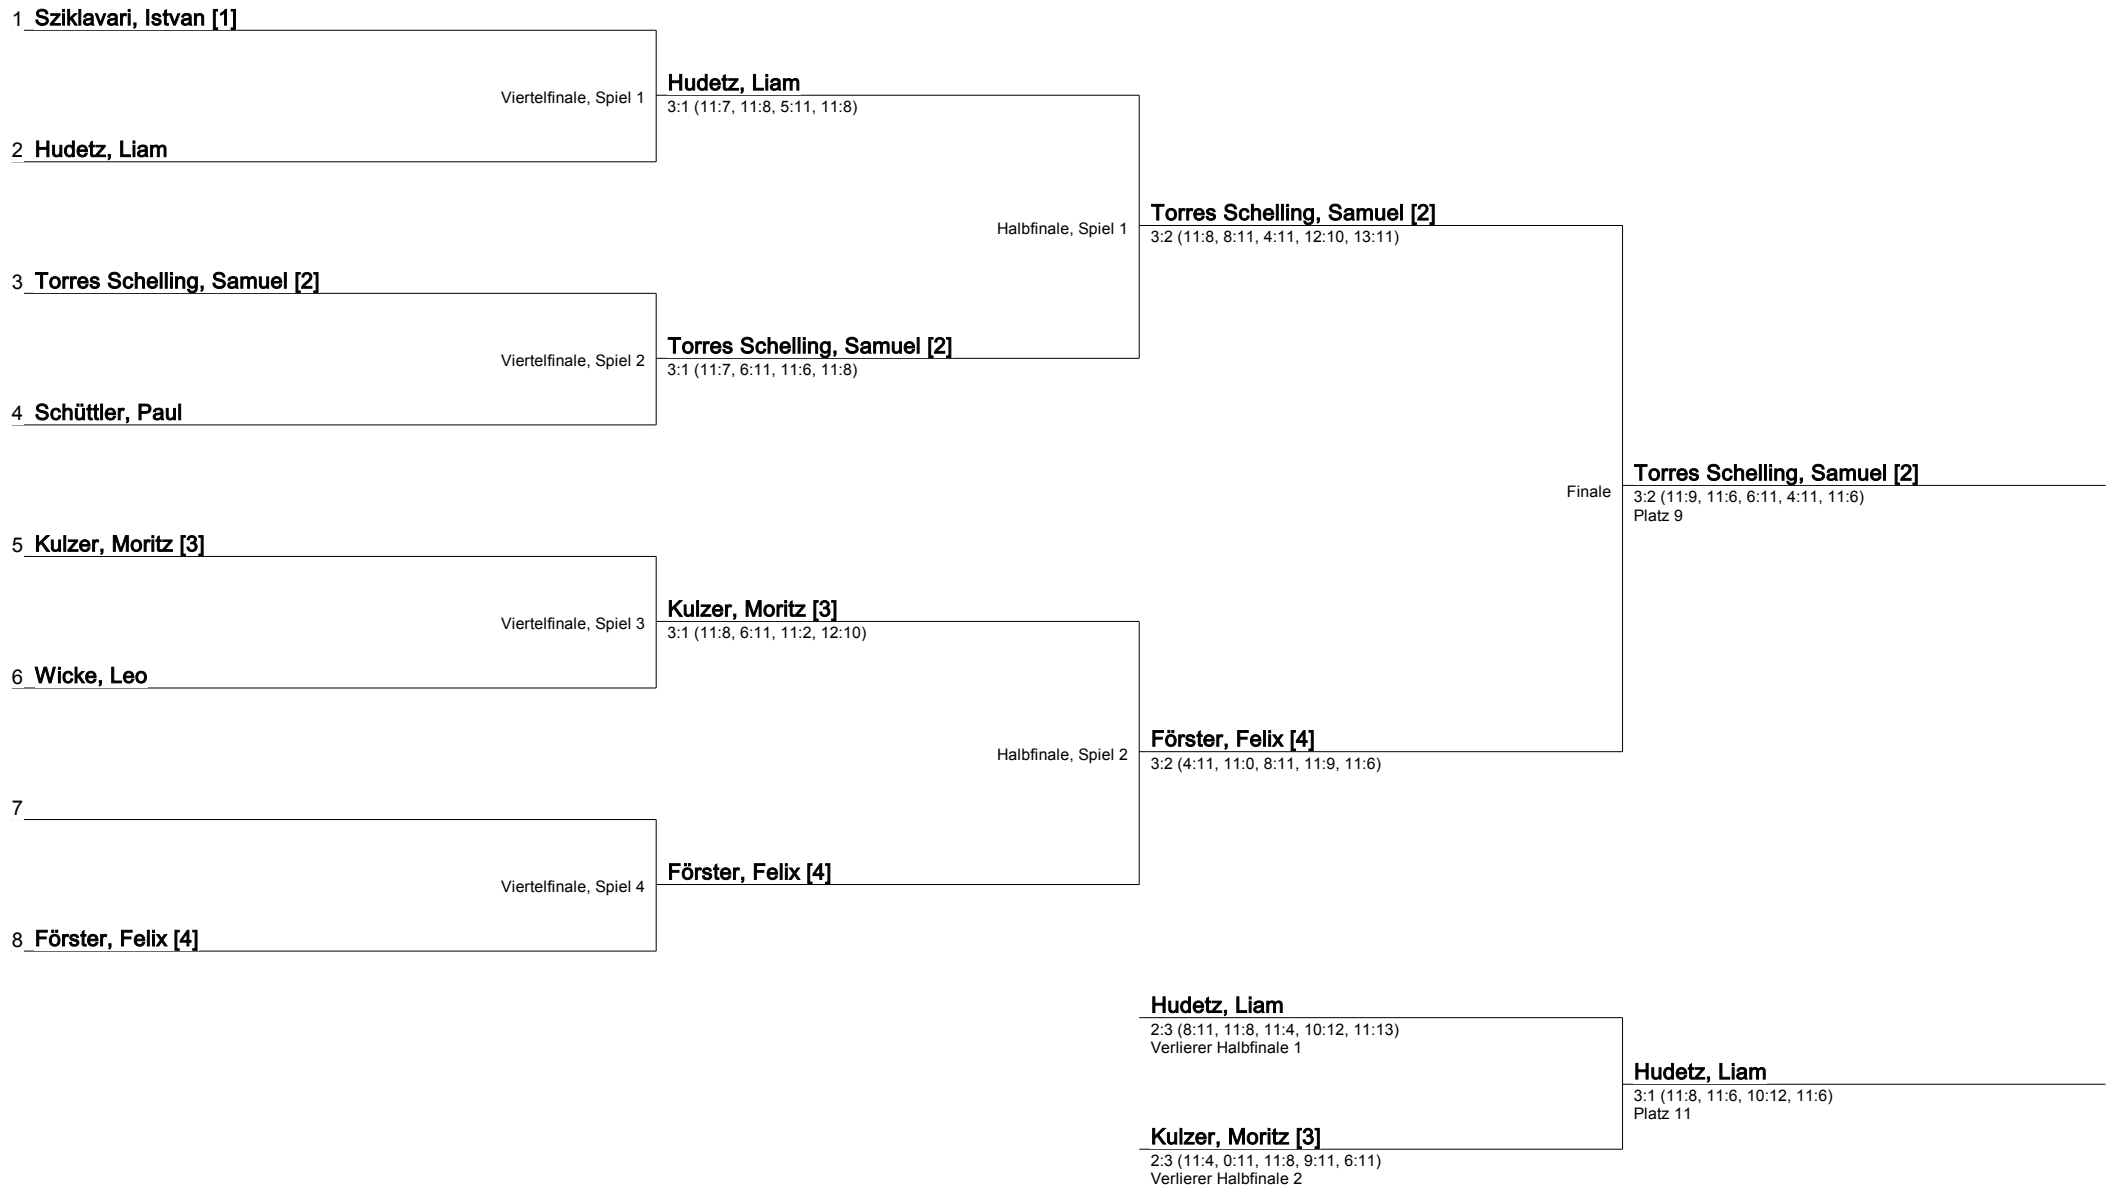 1 Sziklavari, Istvan [1]
Viertelfinale, Spiel 1
Hudetz, Liam
3:1 (11:7, 11:8, 5:11, 11:8)
2 Hudetz, Liam
Halbfinale, Spiel 1
Torres Schelling, Samuel [2]
3:2 (11:8, 8:11, 4:11, 12:10, 13:11)
3 Torres Schelling, Samuel [2]
Viertelfinale, Spiel 2
Torres Schelling, Samuel [2]
3:1 (11:7, 6:11, 11:6, 11:8)
4 Schüttler, Paul
Finale
Torres Schelling, Samuel [2]
3:2 (11:9, 11:6, 6:11, 4:11, 11:6)
Platz 9
5 Kulzer, Moritz [3]
Viertelfinale, Spiel 3
Kulzer, Moritz [3]
3:1 (11:8, 6:11, 11:2, 12:10)
6 Wicke, Leo
Halbfinale, Spiel 2
Förster, Felix [4]
3:2 (4:11, 11:0, 8:11, 11:9, 11:6)
7
Viertelfinale, Spiel 4
Förster, Felix [4]
8 Förster, Felix [4]
Hudetz, Liam
2:3 (8:11, 11:8, 11:4, 10:12, 11:13)
Verlierer Halbfinale 1
Hudetz, Liam
3:1 (11:8, 11:6, 10:12, 11:6)
Platz 11
Kulzer, Moritz [3]
2:3 (11:4, 0:11, 11:8, 9:11, 6:11)
Verlierer Halbfinale 2